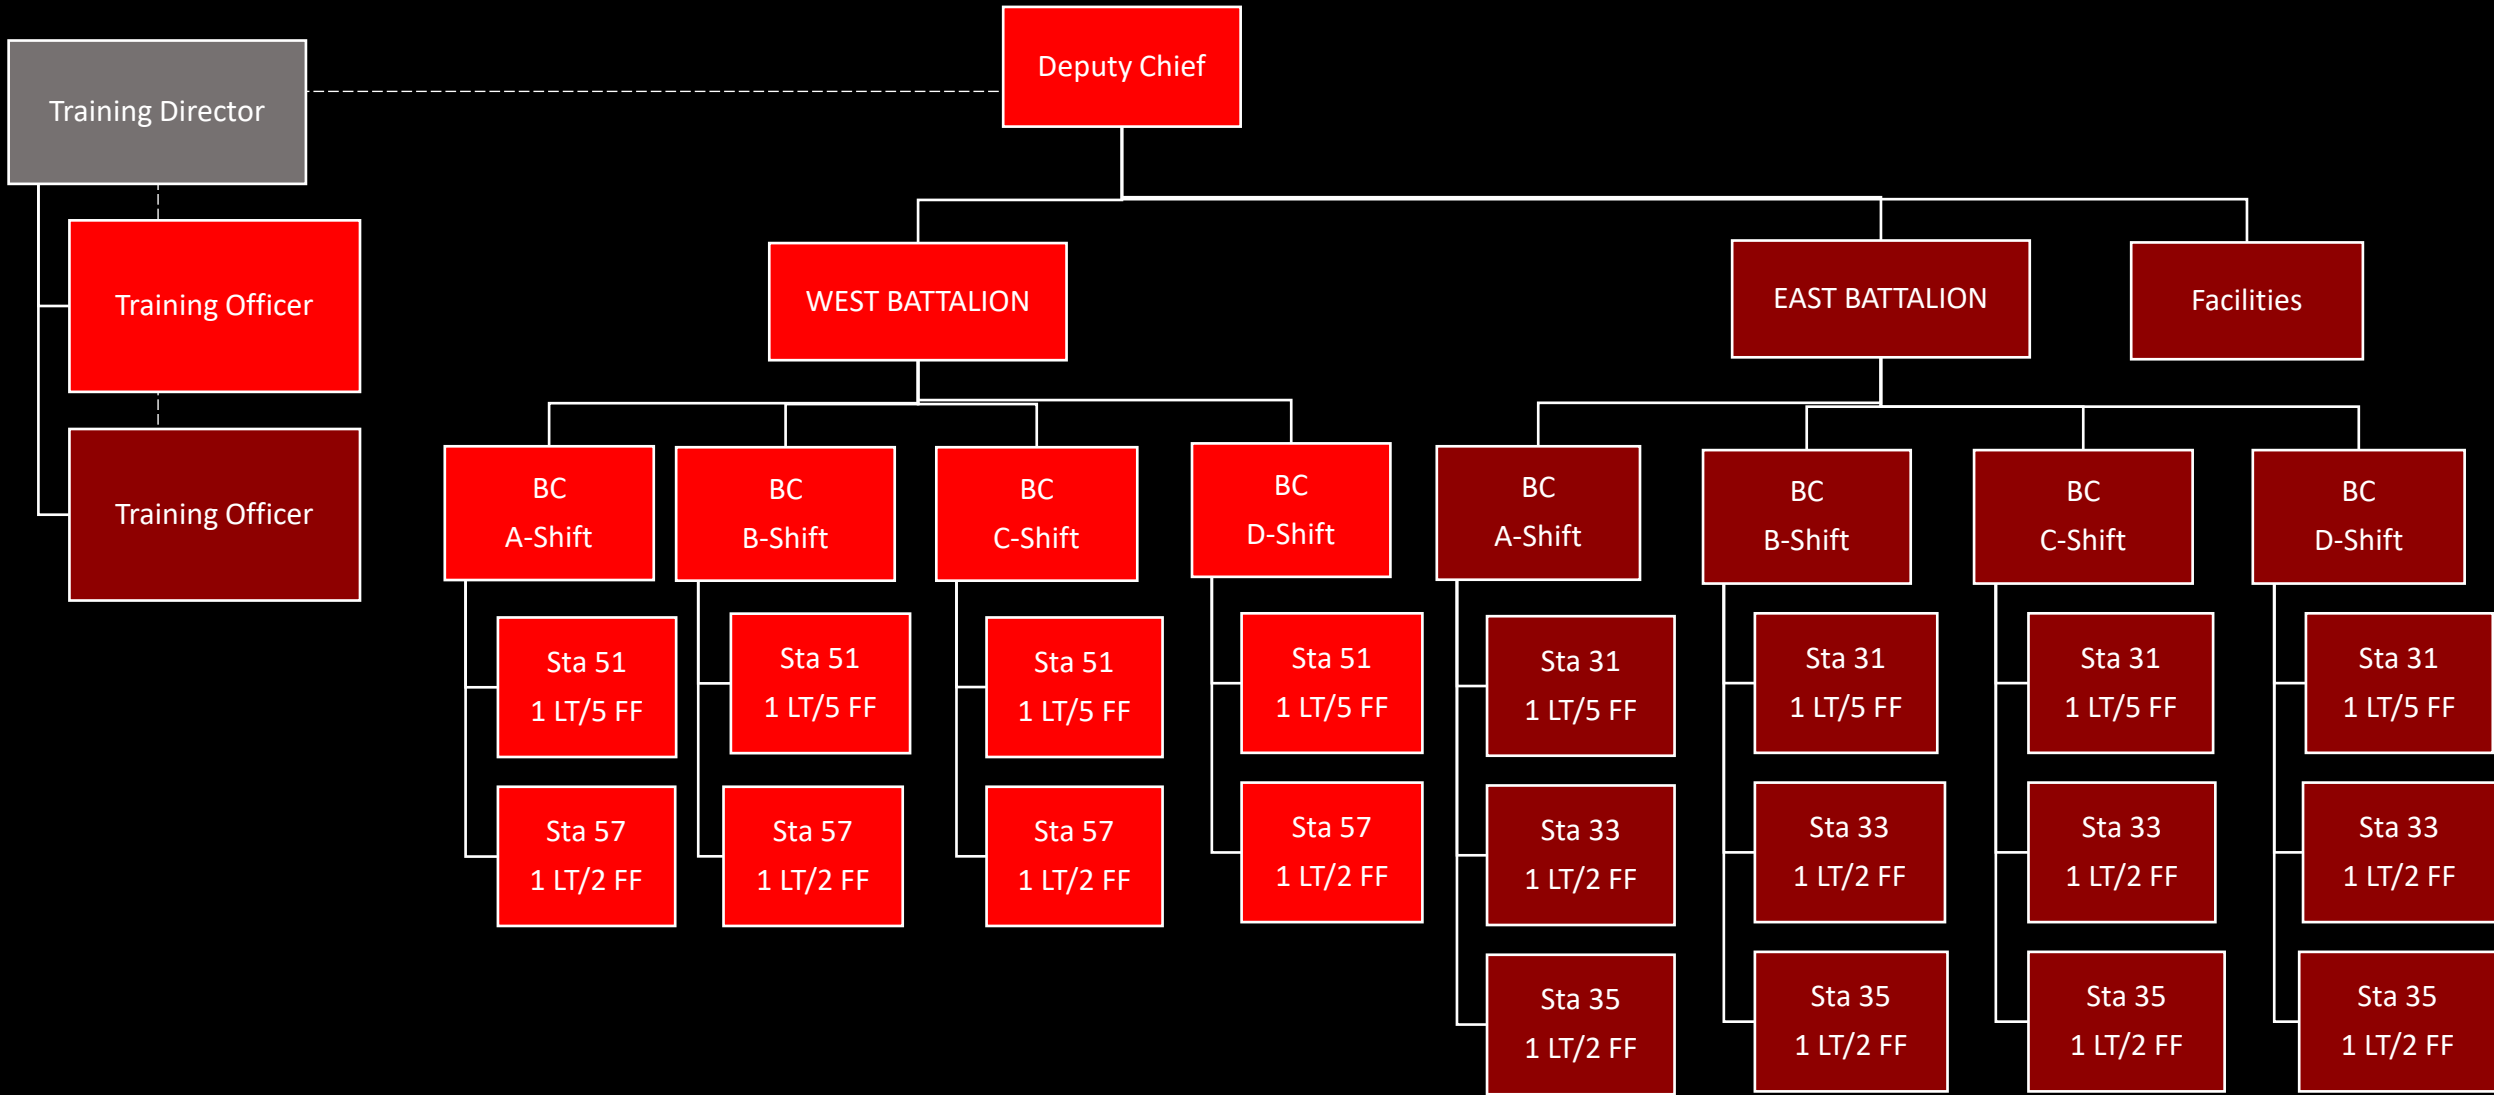 Deputy Chief
Training Director
Training Officer
Training Officer
WEST BATTALION
EAST BATTALION
Facilities
BC
A-Shift
Sta 51
1 LT/5 FF
Sta 57
1 LT/2 FF
BC
B-Shift
Sta 51
1 LT/5 FF
Sta 57
1 LT/2 FF
BC
C-Shift
Sta 51
1 LT/5 FF
Sta 57
1 LT/2 FF
BC
D-Shift
Sta 51
1 LT/5 FF
Sta 57
1 LT/2 FF
BC
A-Shift
Sta 31
1 LT/5 FF
Sta 33
1 LT/2 FF
Sta 35
1 LT/2 FF
BC
B-Shift
Sta 31
1 LT/5 FF
Sta 33
1 LT/2 FF
Sta 35
1 LT/2 FF
BC
C-Shift
Sta 31
1 LT/5 FF
Sta 33
1 LT/2 FF
Sta 35
1 LT/2 FF
BC
D-Shift
Sta 31
1 LT/5 FF
Sta 33
1 LT/2 FF
Sta 35
1 LT/2 FF